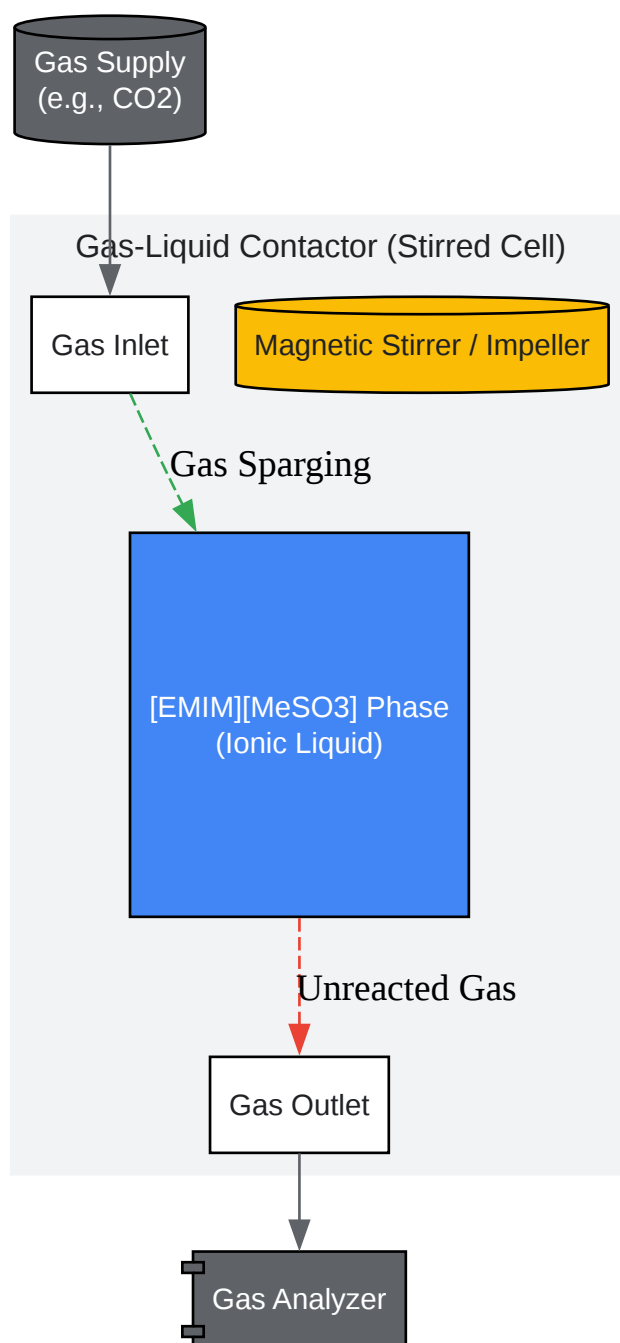 Gas Supply
(e.g., CO2)
Gas-Liquid Contactor (Stirred Cell)
Gas Inlet
Magnetic Stirrer / Impeller
Gas Sparging
[EMIM][MeSO3] Phase
(Ionic Liquid)
Unreacted Gas
Gas Outlet
Gas Analyzer